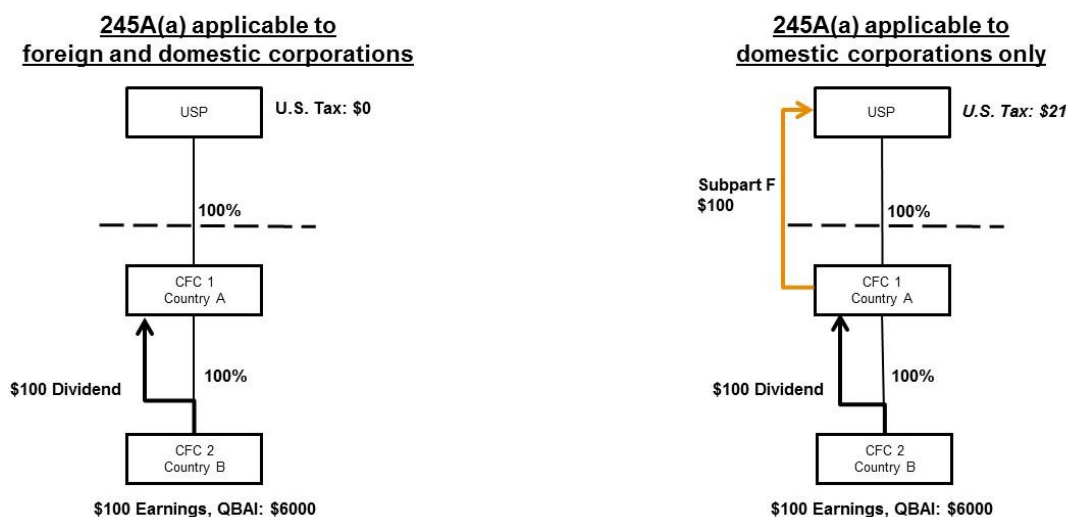 245A(a) applicable to
foreign and domestic corporations
USP
U.S. Tax: $0
100%
CFC 1
Country A
$100 Dividend
100%
CFC 2
Country B
$100 Earnings, QBAI: $6000
245A(a) applicable to
domestic corporations only
USP
U.S. Tax: $21
Subpart F
$100
100%
CFC 1
Country A
$100 Dividend
100%
CFC 2
Country B
$100 Earnings, QBAI: $6000